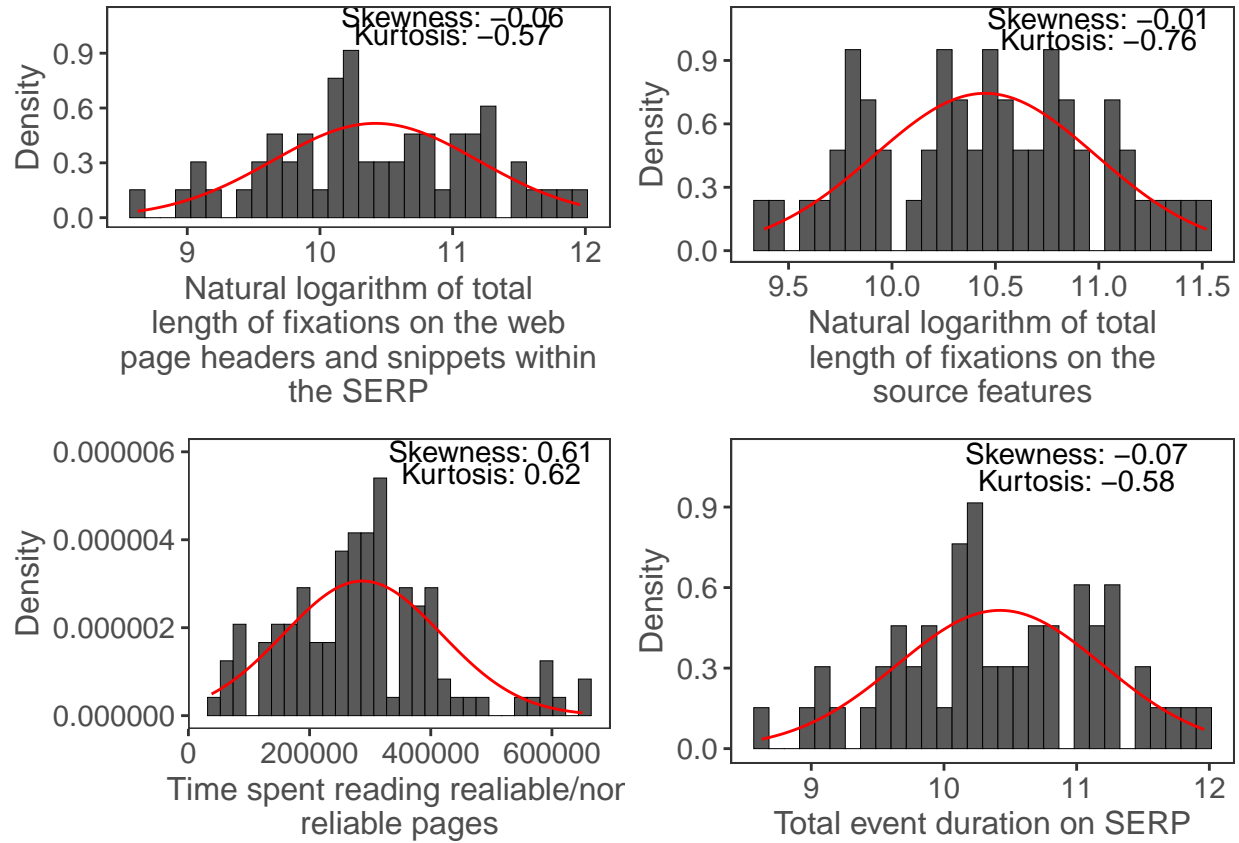 Skewness: −0.06
Kurtosis: −0.57
Density
0.9
0.6
0.3
0.0
9 10 11 12
Natural logarithm of total
length of fixations on the web
page headers and snippets within
the SERP
Skewness: −0.01
Kurtosis: −0.76
Density
0.9
0.6
0.3
0.0
9.5 10.0 10.5 11.0 11.5
Natural logarithm of total
length of fixations on the
source features
Skewness: 0.61
Kurtosis: 0.62
Density
0.000006
0.000004
0.000002
0.000000
0 200000 400000 600000
Time spent reading realiable/nor
reliable pages
Skewness: −0.07
Kurtosis: −0.58
Density
0.9
0.6
0.3
0.0
9 10 11 12
Total event duration on SERP